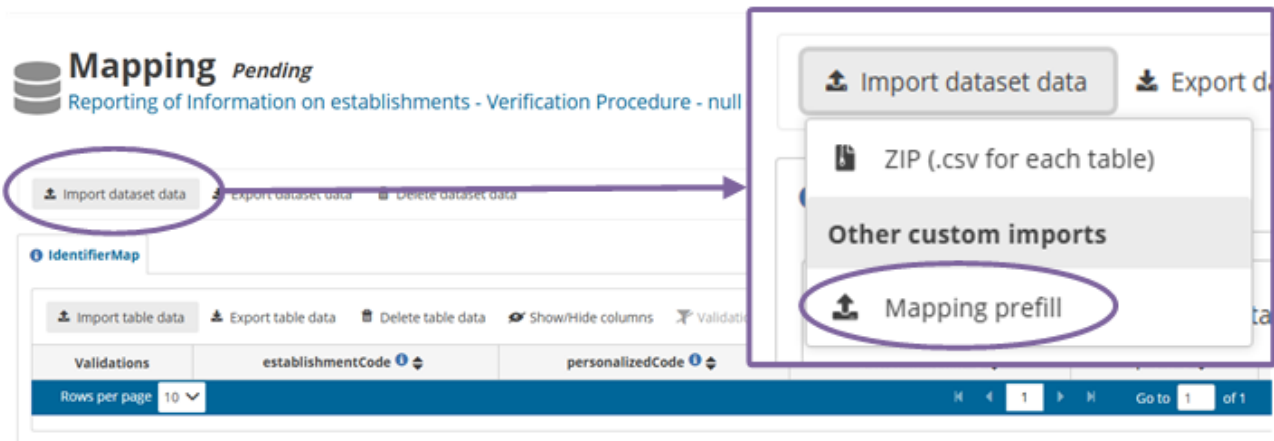 Mapping Pending
Reporting of Information on establishments - Verification Procedure - null
Import dataset data Export dataset data Delete dataset data
IdentifierMap
Import table data Export table data Delete table data Show/Hide columns
Validations establishmentCode personalizedCode
Rows per page 10 1 Go to 1 of 1
Import dataset data Export
ZIP (.csv for each table)
Other custom imports
Mapping prefill